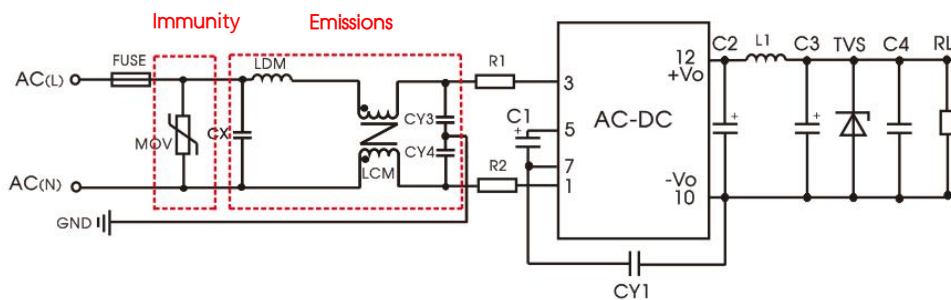 Immunity
Emissions
FUSE
LDM
R1
C2
L1
C3
TVS
C4
RL
AC(L)
12
+Vo
3
MOV
CX
CY3
C1
+
5
AC-DC
+
+
CY4
7
LCM
R2
1
-Vo
10
AC(N)
GND
CY1